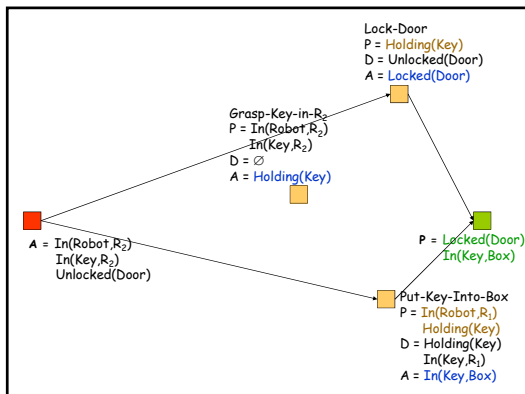 Lock-Door
P = Holding(Key)
D = Unlocked(Door)
A = Locked(Door)
Grasp-Key-in-R₂
P = In(Robot,R₂)
In(Key,R₂)
D = ∅
A = Holding(Key)
A = In(Robot,R₂)
In(Key,R₂)
Unlocked(Door)
P = Locked(Door)
In(Key,Box)
Put-Key-Into-Box
P = In(Robot,R₁)
Holding(Key)
D = Holding(Key)
In(Key,R₁)
A = In(Key,Box)